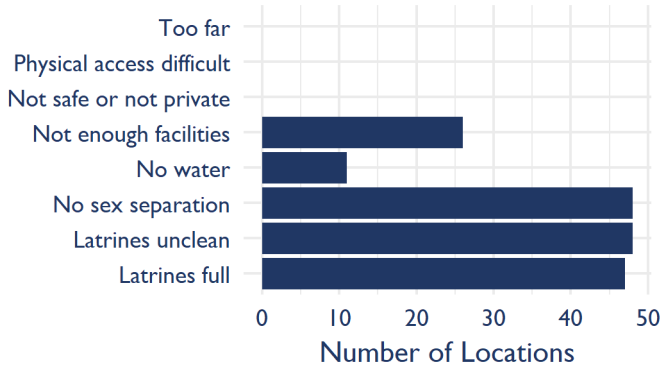 Too far
Physical access difficult
Not safe or not private
Not enough facilities
No water
No sex separation
Latrines unclean
Latrines full
0 10 20 30 40 50
Number of Locations